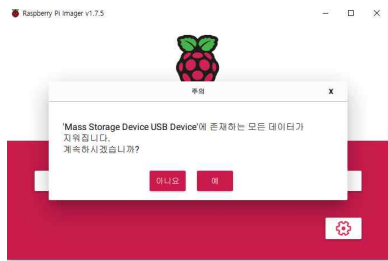 Raspberry Pi Imager v1.7.5
주의
x
'Mass Storage Device USB Device'에 존재하는 모든 데이터가
지워집니다.
계속하시겠습니까?
아니요 예